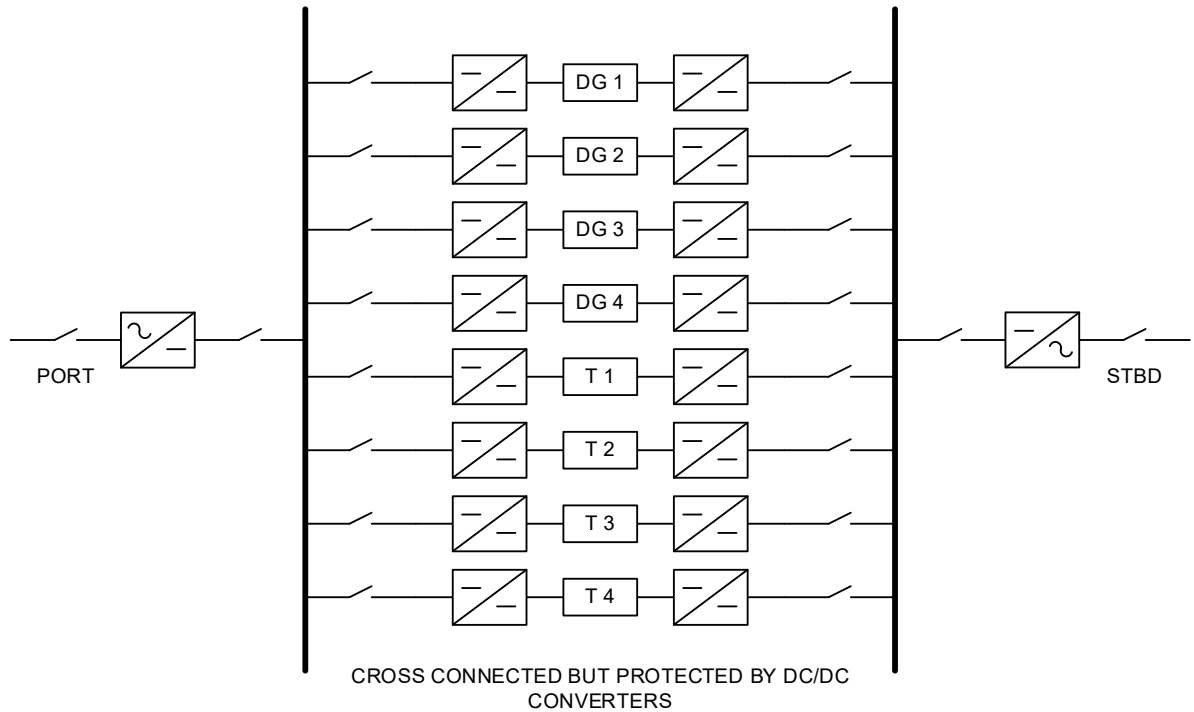 DG 1
DG 2
DG 3
DG 4
PORT
T 1
STBD
T 2
T 3
T 4
CROSS CONNECTED BUT PROTECTED BY DC/DC
CONVERTERS